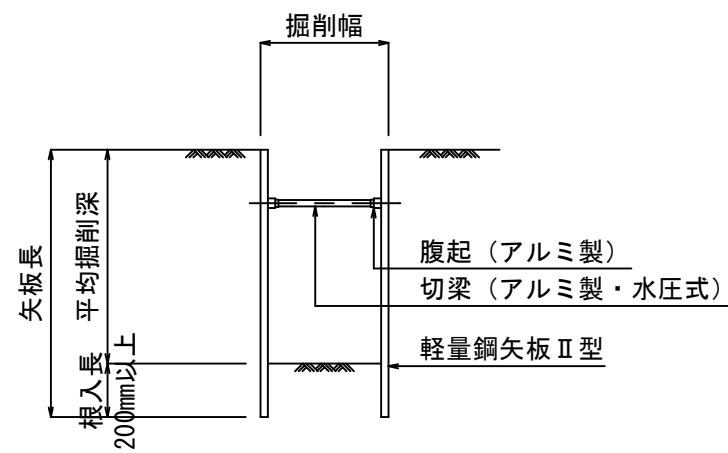 掘削幅
矢板長
平均掘削深
根入長
200mm以上
腹起（アルミ製）
切梁（アルミ製・水圧式）
軽量鋼矢板Ⅱ型